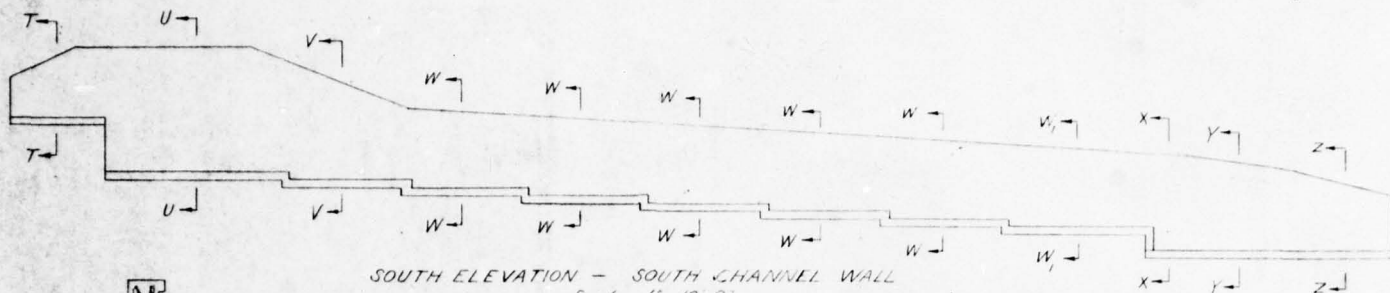 T U
V
W W W W W W₁ X Y Z
T U V W W W W W W₁ X Y Z
SOUTH ELEVATION - SOUTH CHANNEL WALL